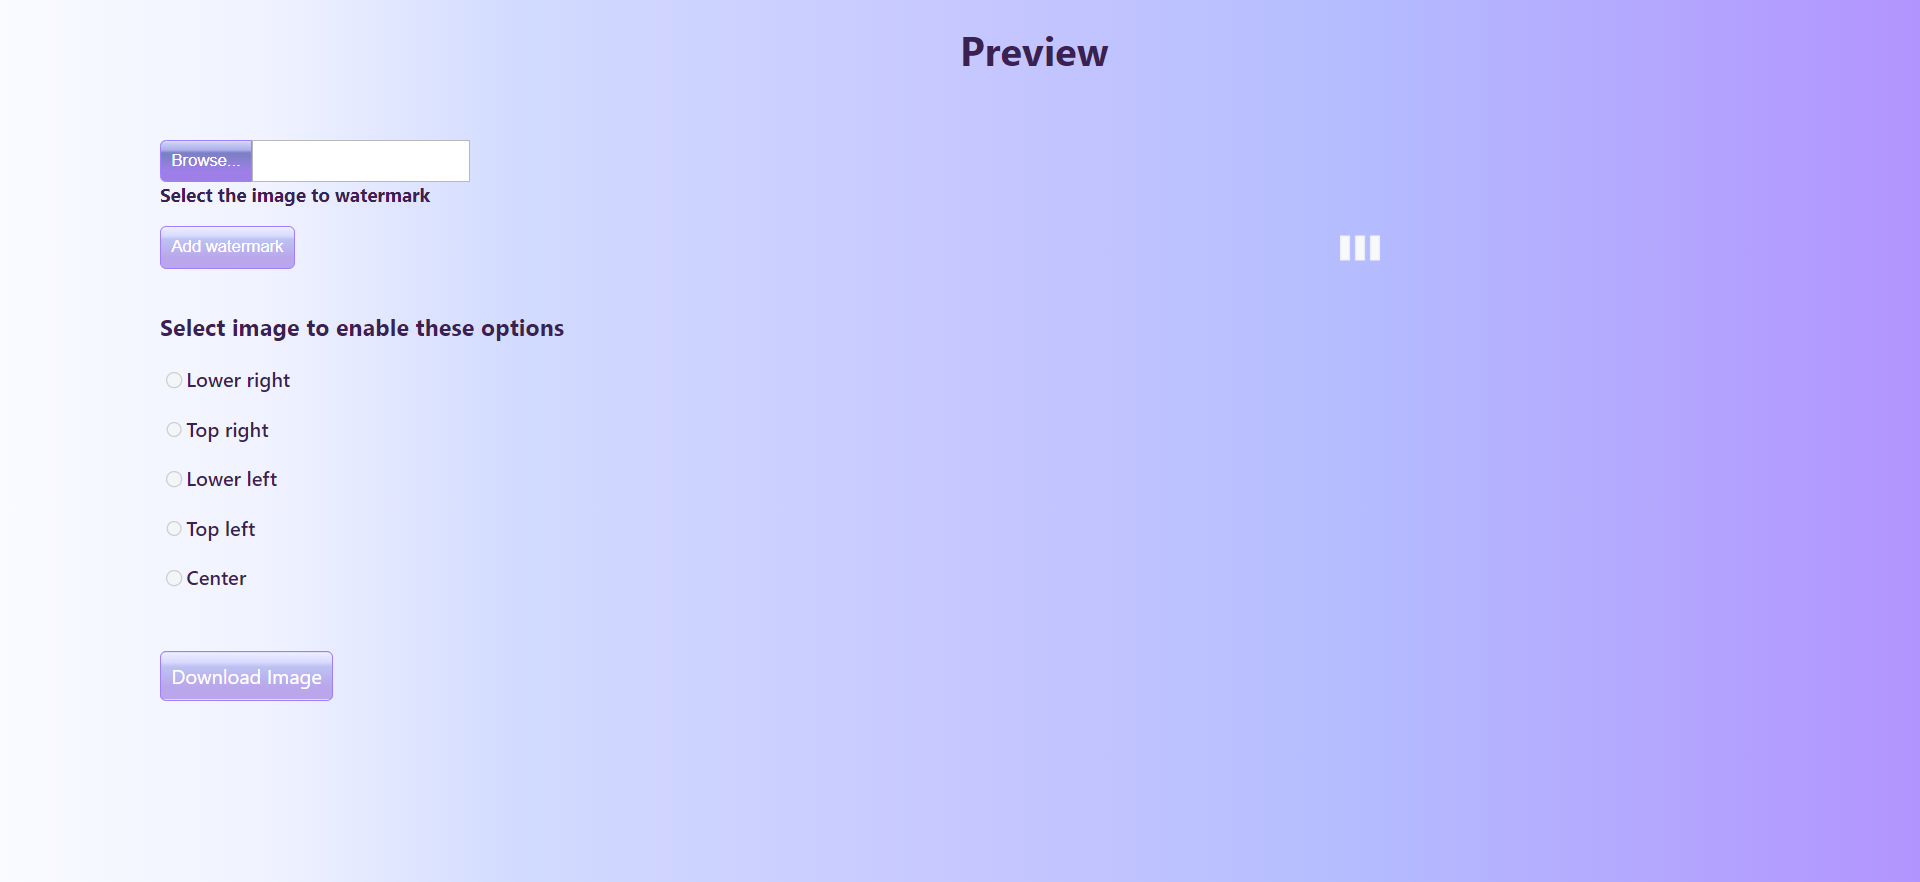 Preview
Browse...
Select the image to watermark
Add watermark
Select image to enable these options
Lower right
Top right
Lower left
Top left
Center
Download Image